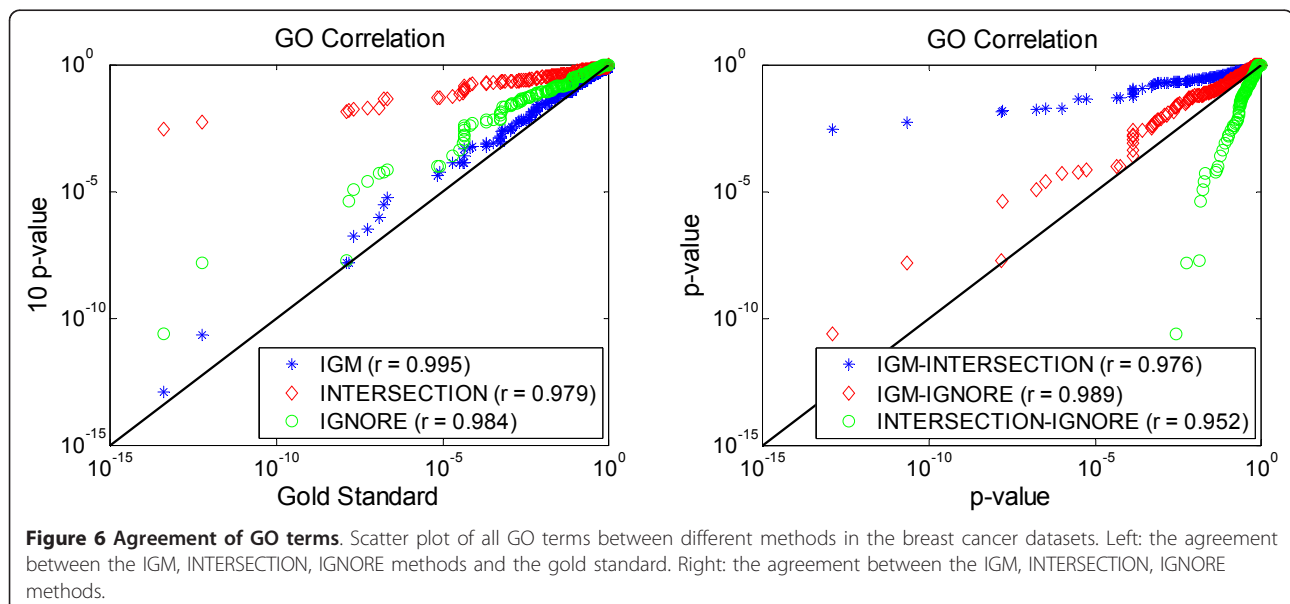 GO Correlation
10^0
10^-5
10^-10
10^-15
10 p-value
IGM (r = 0.995)
INTERSECTION (r = 0.979)
IGNORE (r = 0.984)
10^-15
10^-10
10^-5
10^0
Gold Standard
GO Correlation
10^0
10^-5
10^-10
10^-15
p-value
IGM-INTERSECTION (r = 0.976)
IGM-IGNORE (r = 0.989)
INTERSECTION-IGNORE (r = 0.952)
10^-15
10^-10
10^-5
10^0
p-value
Figure 6 Agreement of GO terms. Scatter plot of all GO terms between different methods in the breast cancer datasets. Left: the agreement
between the IGM, INTERSECTION, IGNORE methods and the gold standard. Right: the agreement between the IGM, INTERSECTION, IGNORE
methods.